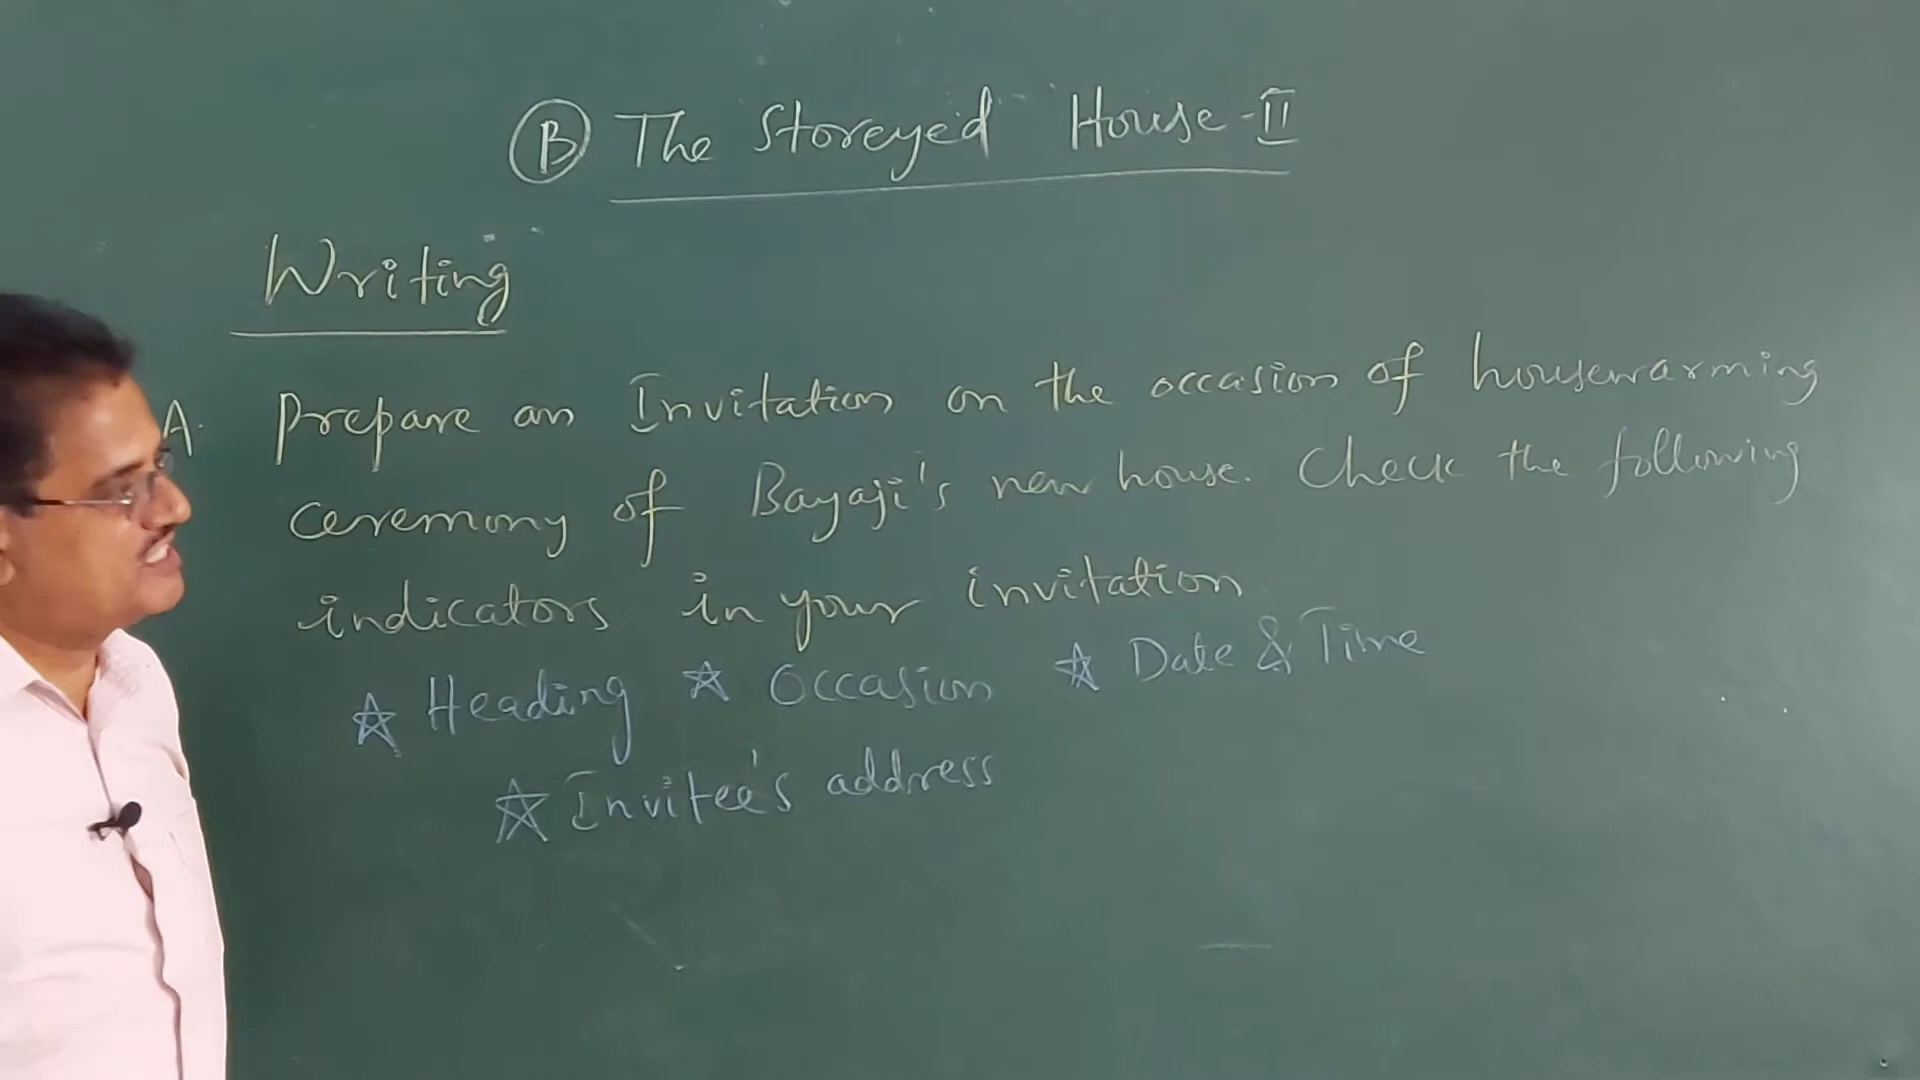 B The Storeyed House-II
Writing
A. Prepare an Invitation on the occasion of housewarming
ceremony of Bayaji's new house. Check the following
indicators in your invitation
☆ Heading ☆ Occasion ☆ Date & Time
☆ Invitee's address